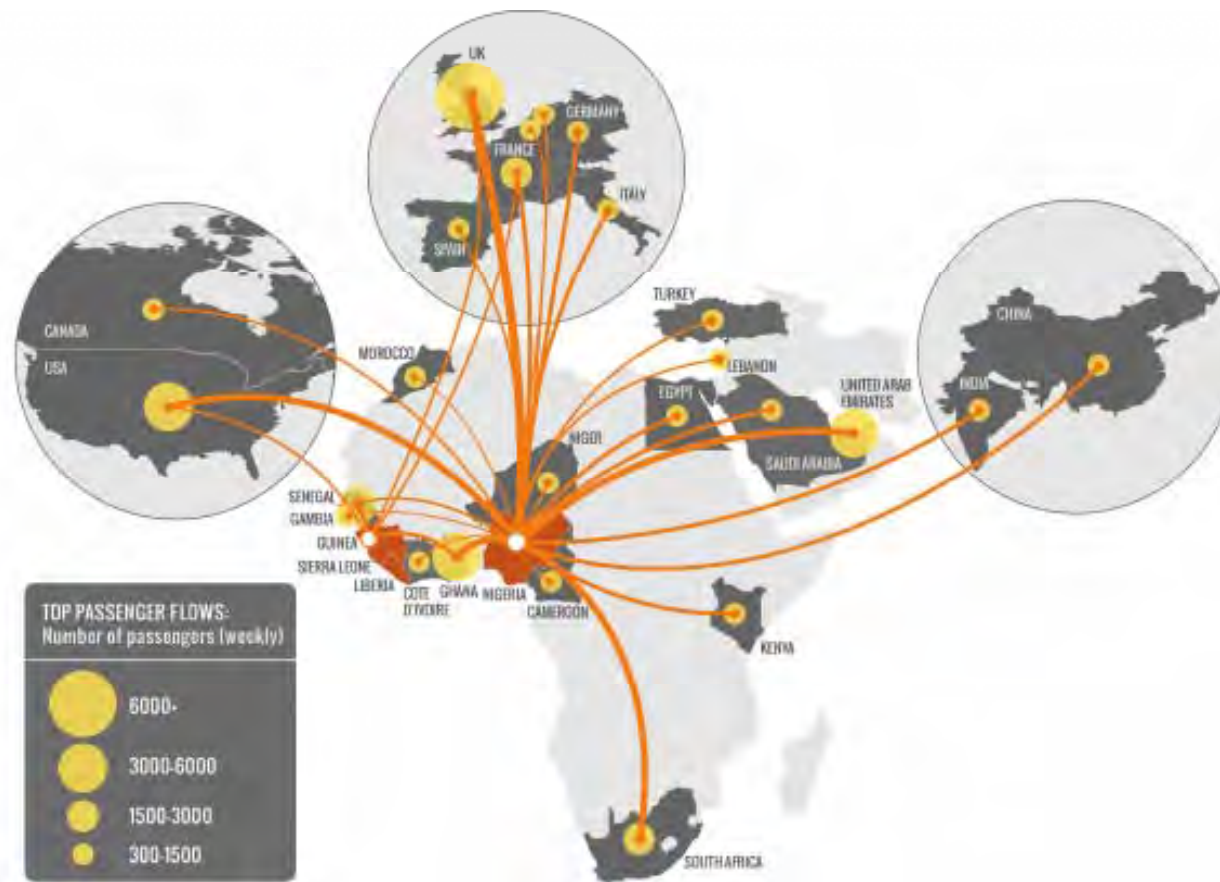 UK
GERMANY
FRANCE
ITALY
SPAIN
CANADA
USA
MOROCCO
TURKEY
LEBANON
EGYPT
UNITED ARAB
EMIRATES
SAUDI ARABIA
CHINA
INDIA
NIGER
SENEGAL
GAMBIA
GUINEA
SIERRA LEONE
LIBERIA
COTE
D'IVOIRE
GHANA
NIGERIA
CAMEROON
KENYA
SOUTH AFRICA
TOP PASSENGER FLOWS:
Number of passengers (weekly)
6000+
3000-6000
1500-3000
300-1500